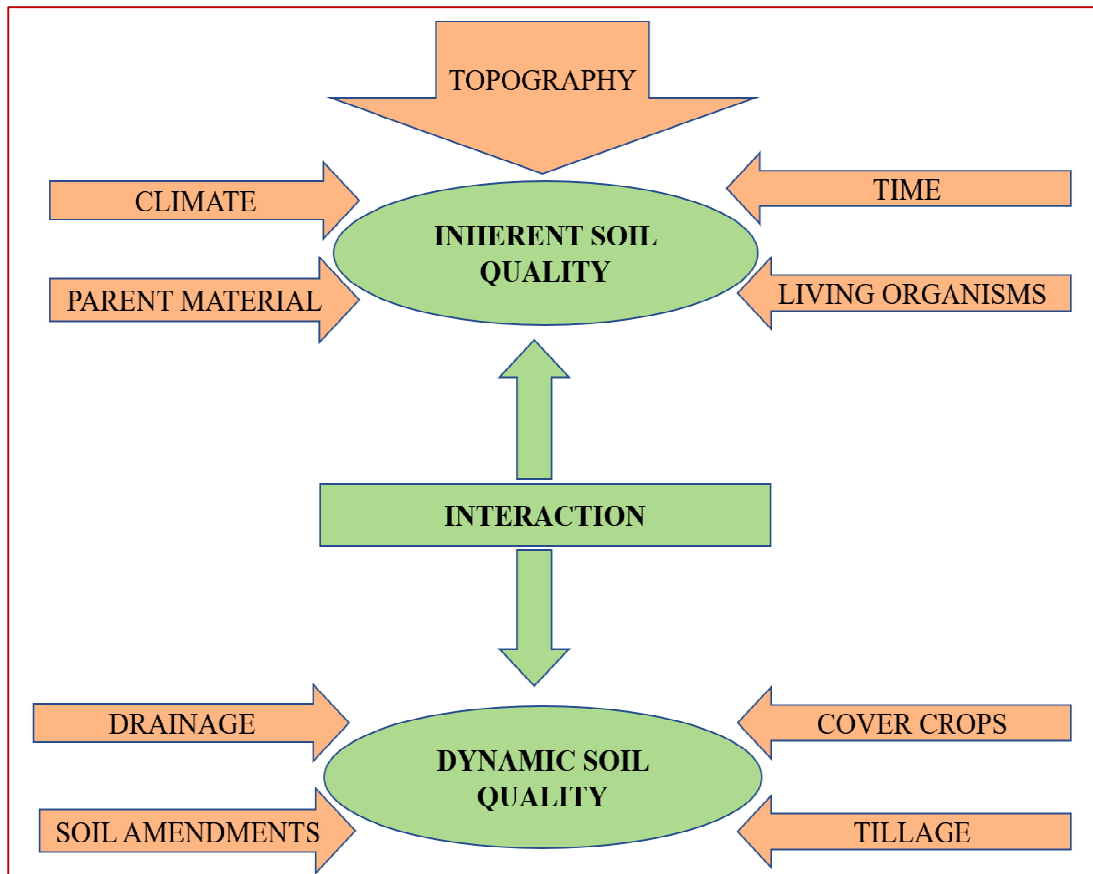 TOPOGRAPHY
CLIMATE
TIME
INHERENT SOIL
QUALITY
PARENT MATERIAL
LIVING ORGANISMS
INTERACTION
DRAINAGE
COVER CROPS
DYNAMIC SOIL
QUALITY
SOIL AMENDMENTS
TILLAGE